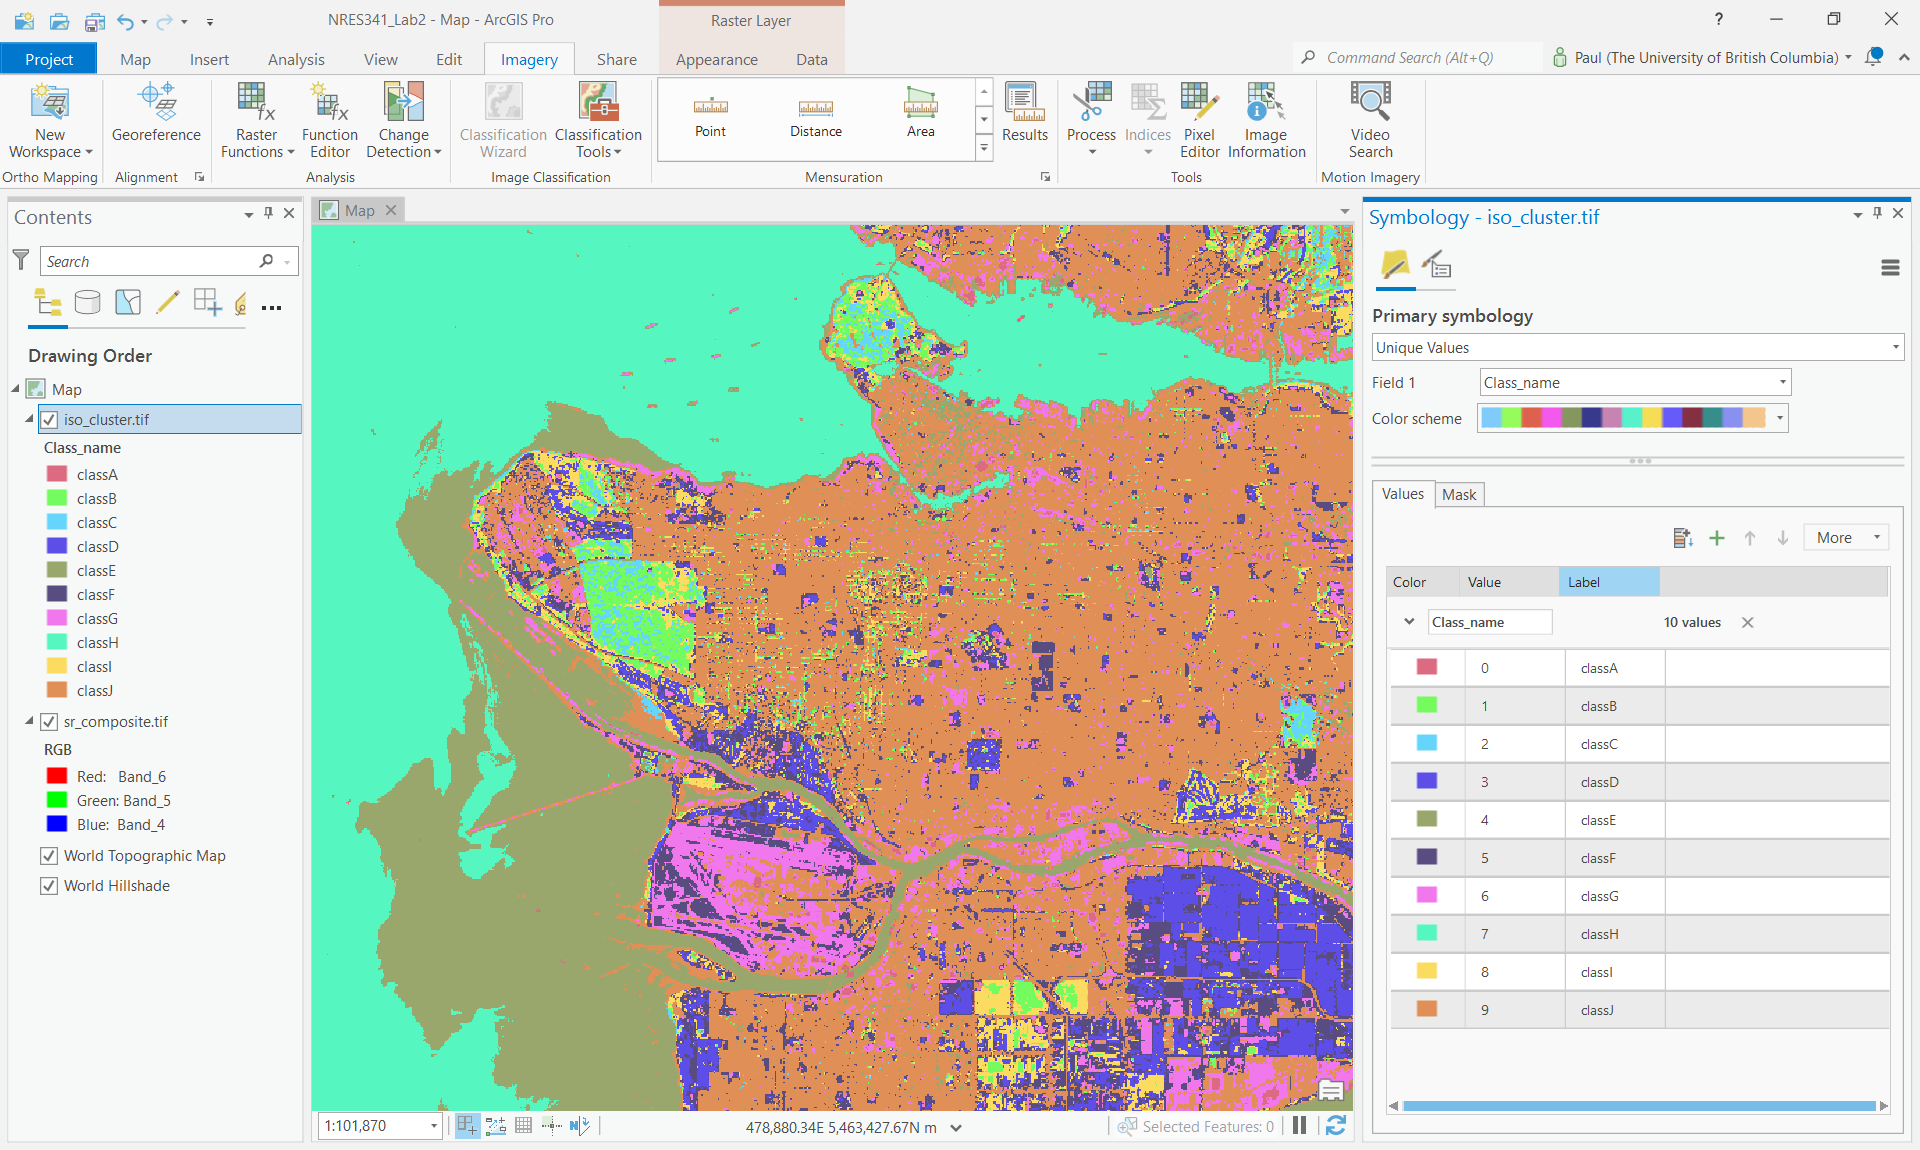 NRES341_Lab2 - Map - ArcGIS Pro
Raster Layer
?
Project
Map
Insert
Analysis
View
Edit
Imagery
Share
Appearance
Data
Command Search (Alt+Q)
Paul (The University of British Columbia)
New Workspace
Georeference
Raster Functions
Function Editor
Change Detection
Classification Wizard
Classification Tools
Point
Distance
Area
Results
Process
Indices
Pixel Editor
Image Information
Video Search
Ortho Mapping
Alignment
Analysis
Image Classification
Mensuration
Tools
Motion Imagery
Contents
Search
Drawing Order
Map
iso_cluster.tif
Class_name
classA
classB
classC
classD
classE
classF
classG
classH
classI
classJ
sr_composite.tif
RGB
Red: Band_6
Green: Band_5
Blue: Band_4
World Topographic Map
World Hillshade
Map
1:101,870
478,880.34E 5,463,427.67N m
Selected Features: 0
Symbology - iso_cluster.tif
Primary symbology
Unique Values
Field 1
Class_name
Color scheme
Values
Mask
More
Color Value Label
Class_name 10 values
0 classA
1 classB
2 classC
3 classD
4 classE
5 classF
6 classG
7 classH
8 classI
9 classJ